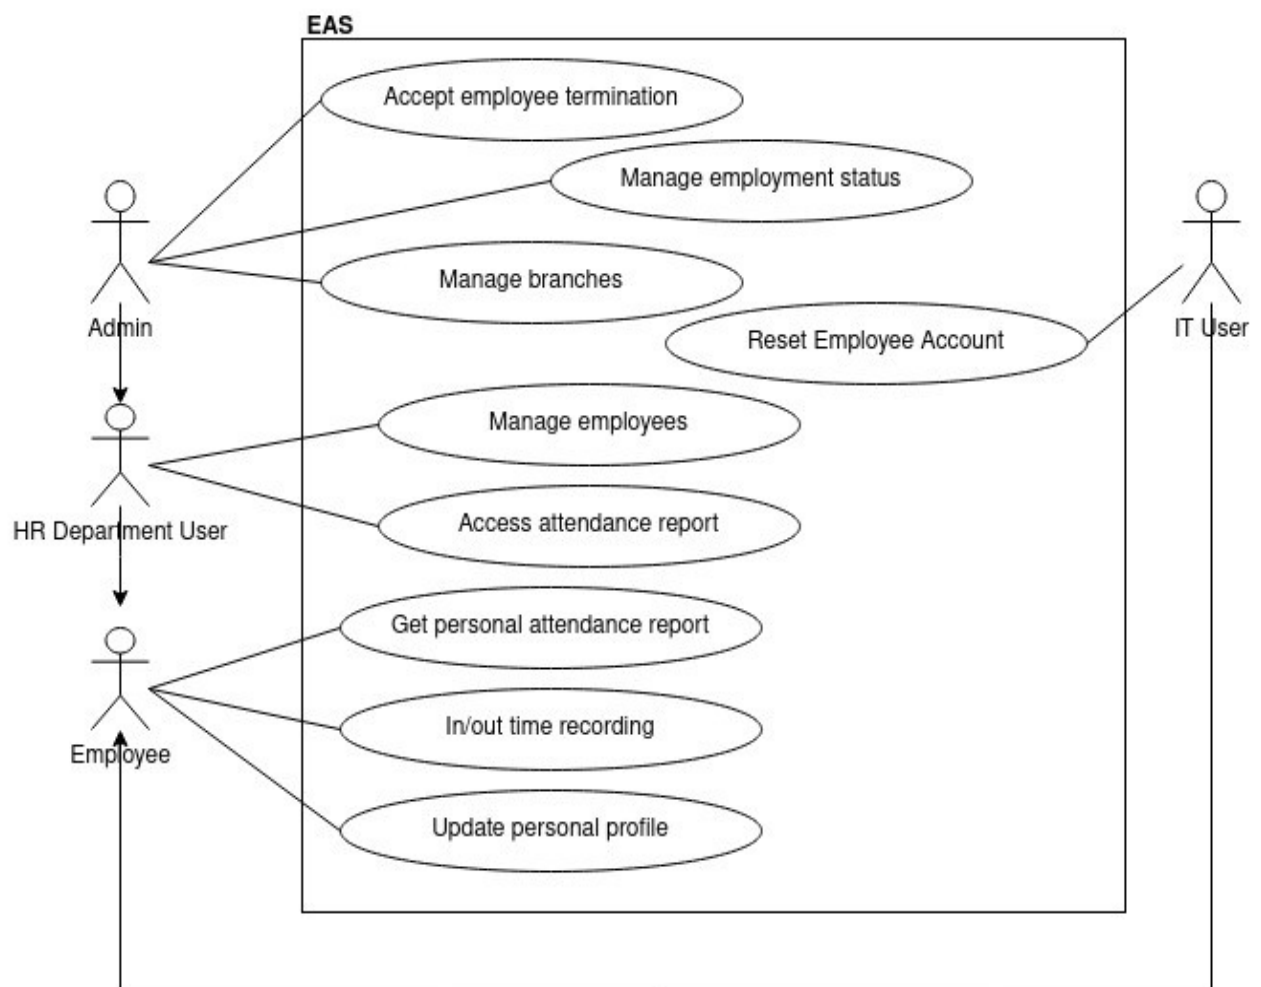 EAS
Accept employee termination
Manage employment status
Manage branches
Admin
Reset Employee Account
IT User
Manage employees
Access attendance report
HR Department User
Get personal attendance report
In/out time recording
Employee
Update personal profile